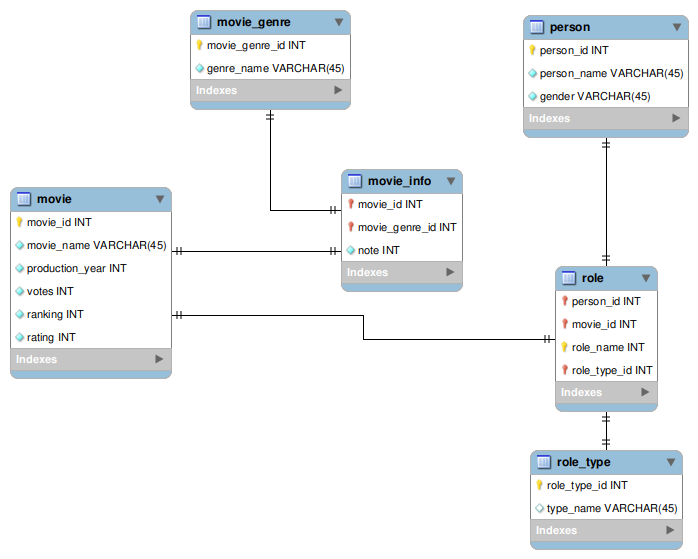 movie_genre
movie_genre_id INT
genre_name VARCHAR(45)
Indexes
person
person_id INT
person_name VARCHAR(45)
gender VARCHAR(45)
Indexes
movie
movie_id INT
movie_name VARCHAR(45)
production_year INT
votes INT
ranking INT
rating INT
Indexes
movie_info
movie_id INT
movie_genre_id INT
note INT
Indexes
role
person_id INT
movie_id INT
role_name INT
role_type_id INT
Indexes
role_type
role_type_id INT
type_name VARCHAR(45)
Indexes